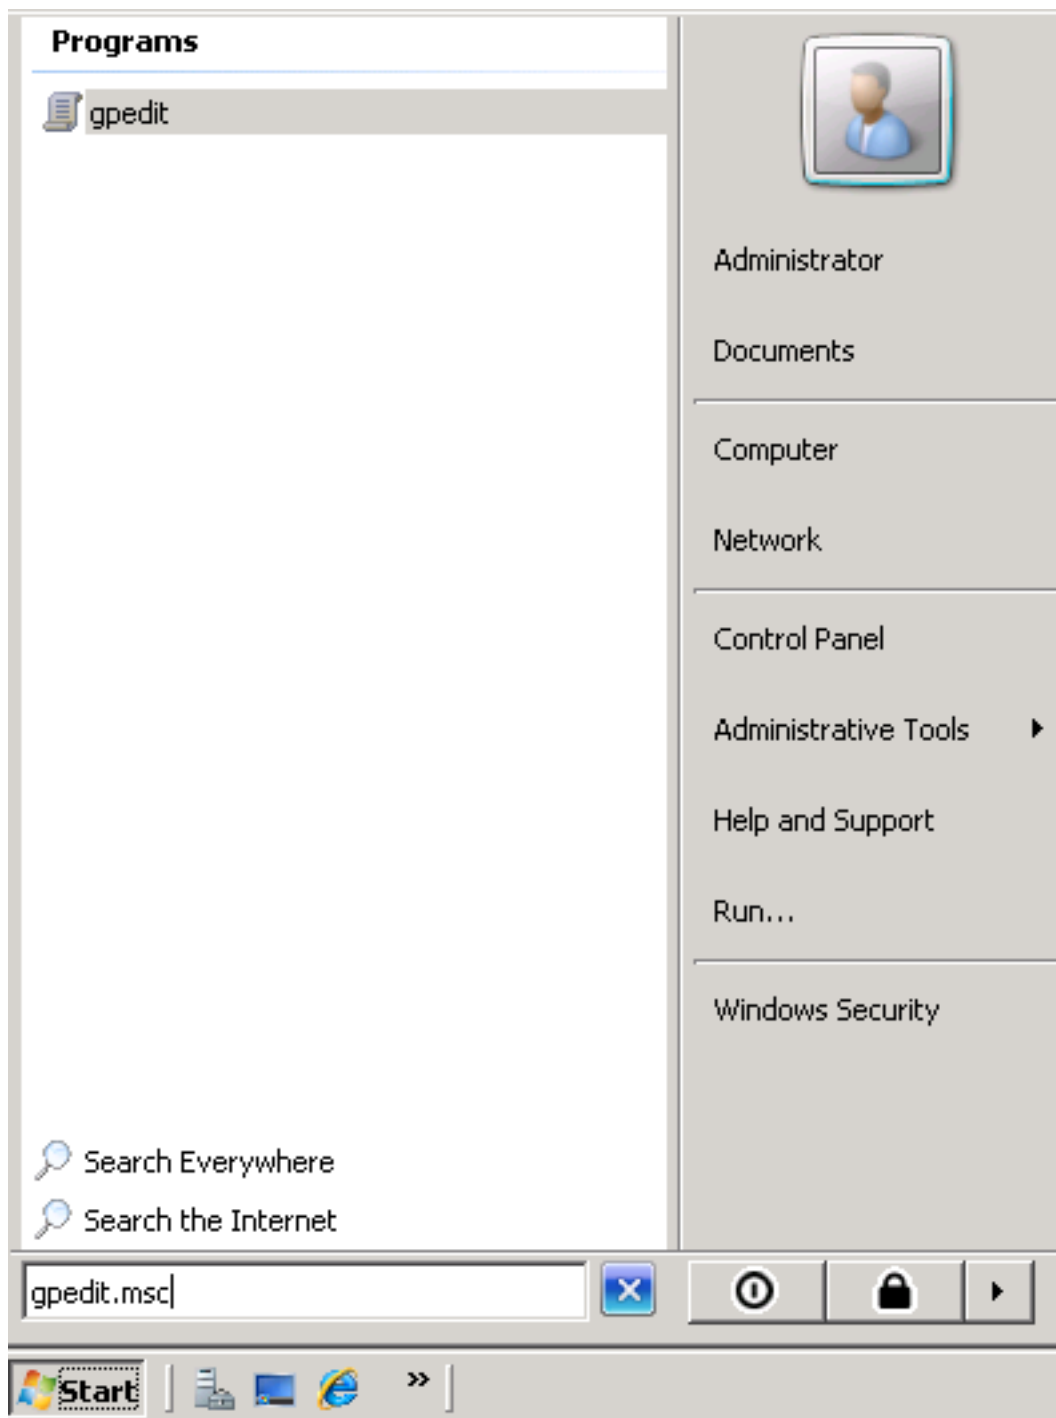 Programs
gpedit
Administrator
Documents
Computer
Network
Control Panel
Administrative Tools
Help and Support
Run...
Windows Security
Search Everywhere
Search the Internet
gpedit.msc
Start